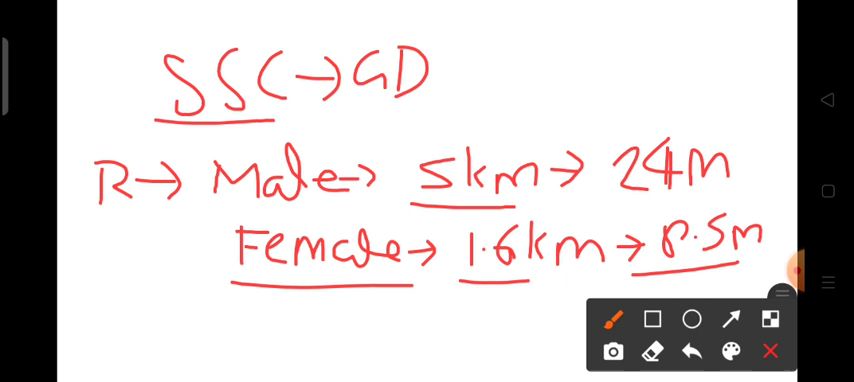 SSC→GD
R→ Male→ 5km→ 24m
Female→ 1.6km→ 8.5m